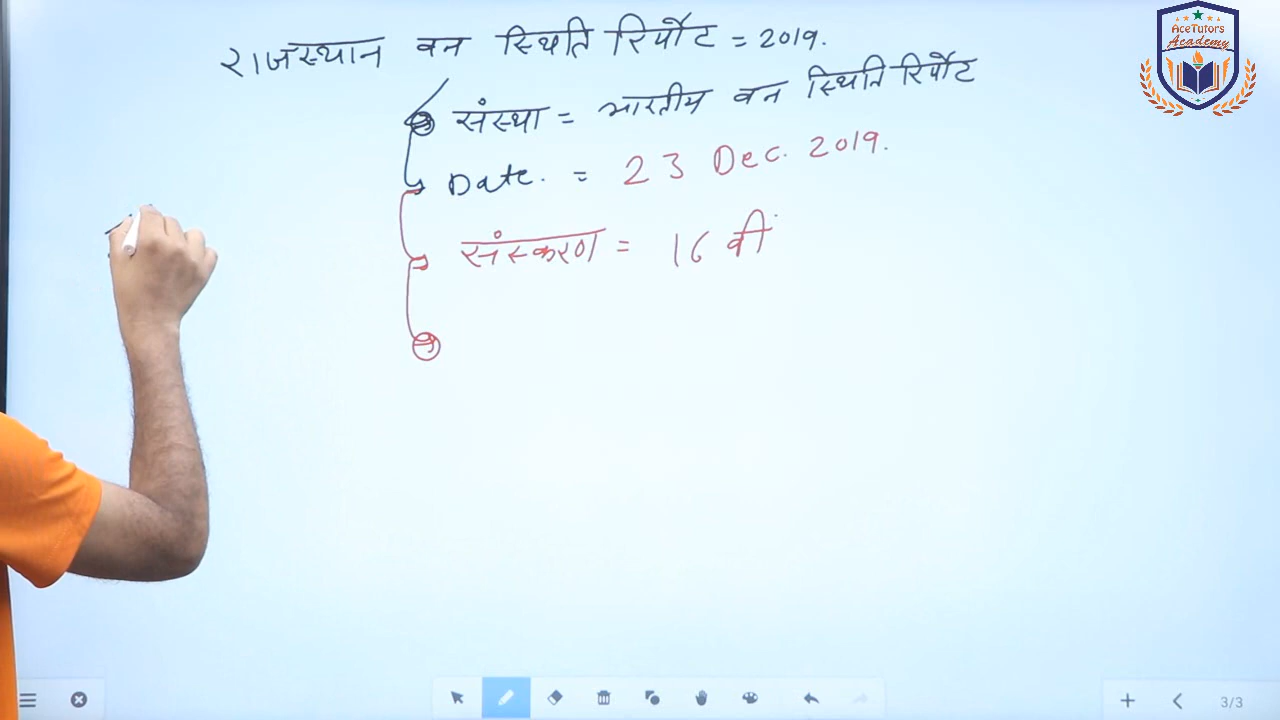 राजस्थान वन स्थिति रिर्पोट = 2019.
संस्था = भारतीय वन स्थिति रिर्पोट
Date. = 23 Dec. 2019.
संस्करण = 16 वीं
AceTutors
Academy
3/3